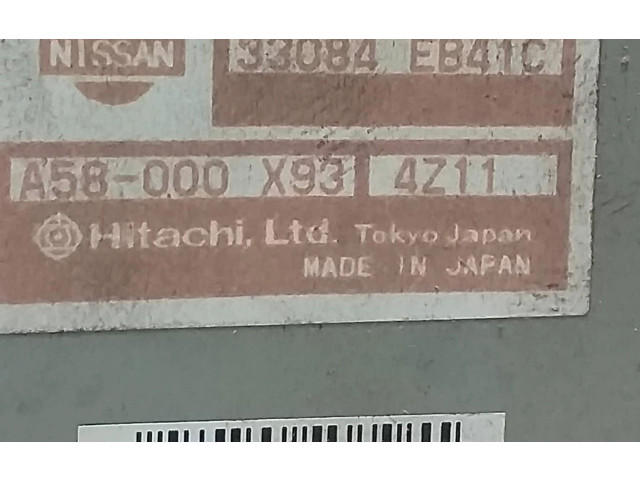 NISSAN 33084 EB41C
A58-000 X93 4Z11
Hitachi, Ltd. Tokyo Japan
MADE IN JAPAN